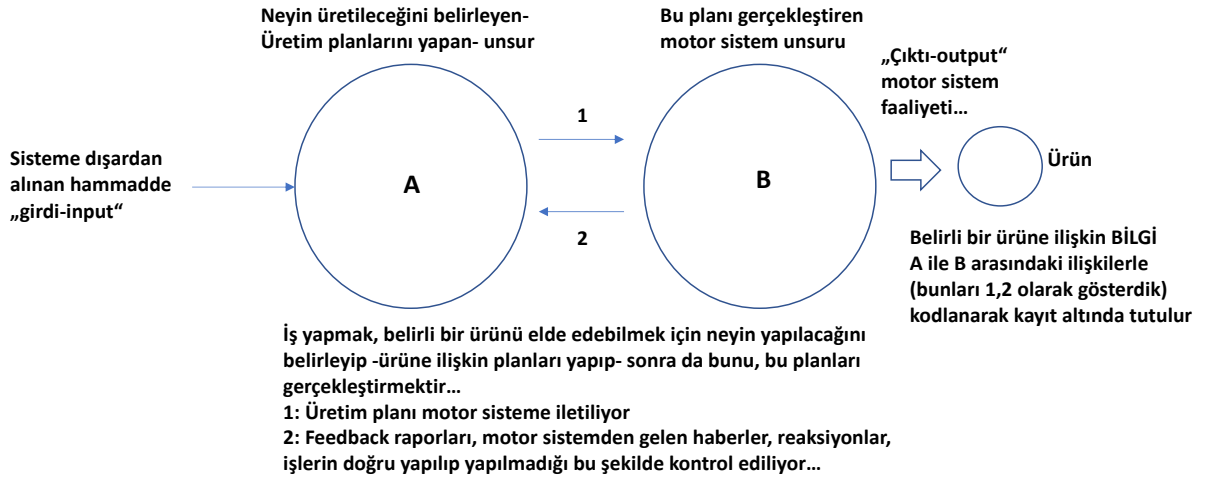 Neyin üretileceğini belirleyen-
Üretim planlarını yapan- unsur
Bu planı gerçekleştiren
motor sistem unsuru
„Çıktı-output“
motor sistem
faaliyeti…
Sisteme dışardan
alınan hammadde
„girdi-input“
A
1
2
B
Ürün
Belirli bir ürüne ilişkin BİLGİ
A ile B arasındaki ilişkilerle
(bunları 1,2 olarak gösterdik)
kodlanarak kayıt altında tutulur
İş yapmak, belirli bir ürünü elde edebilmek için neyin yapılacağını
belirleyip -ürüne ilişkin planları yapıp- sonra da bunu, bu planları
gerçekleştirmektir…
1: Üretim planı motor sisteme iletiliyor
2: Feedback raporları, motor sistemden gelen haberler, reaksiyonlar,
işlerin doğru yapılıp yapılmadığı bu şekilde kontrol ediliyor…